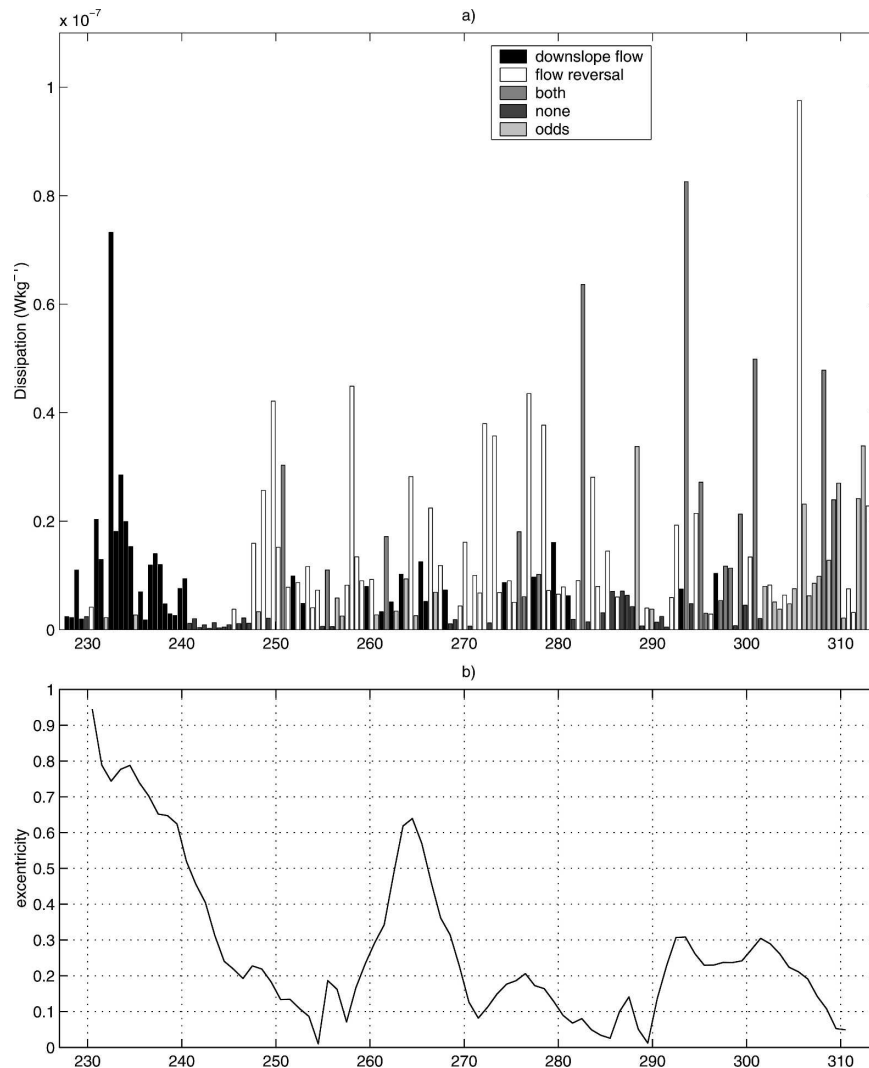 a)
x 10⁻⁷
downslope flow
flow reversal
both
none
odds
1
0.8
0.6
0.4
0.2
0
Dissipation (Wkg⁻¹)
230 240 250 260 270 280 290 300 310
b)
1
0.9
0.8
0.7
0.6
0.5
0.4
0.3
0.2
0.1
0
excentricity
230 240 250 260 270 280 290 300 310